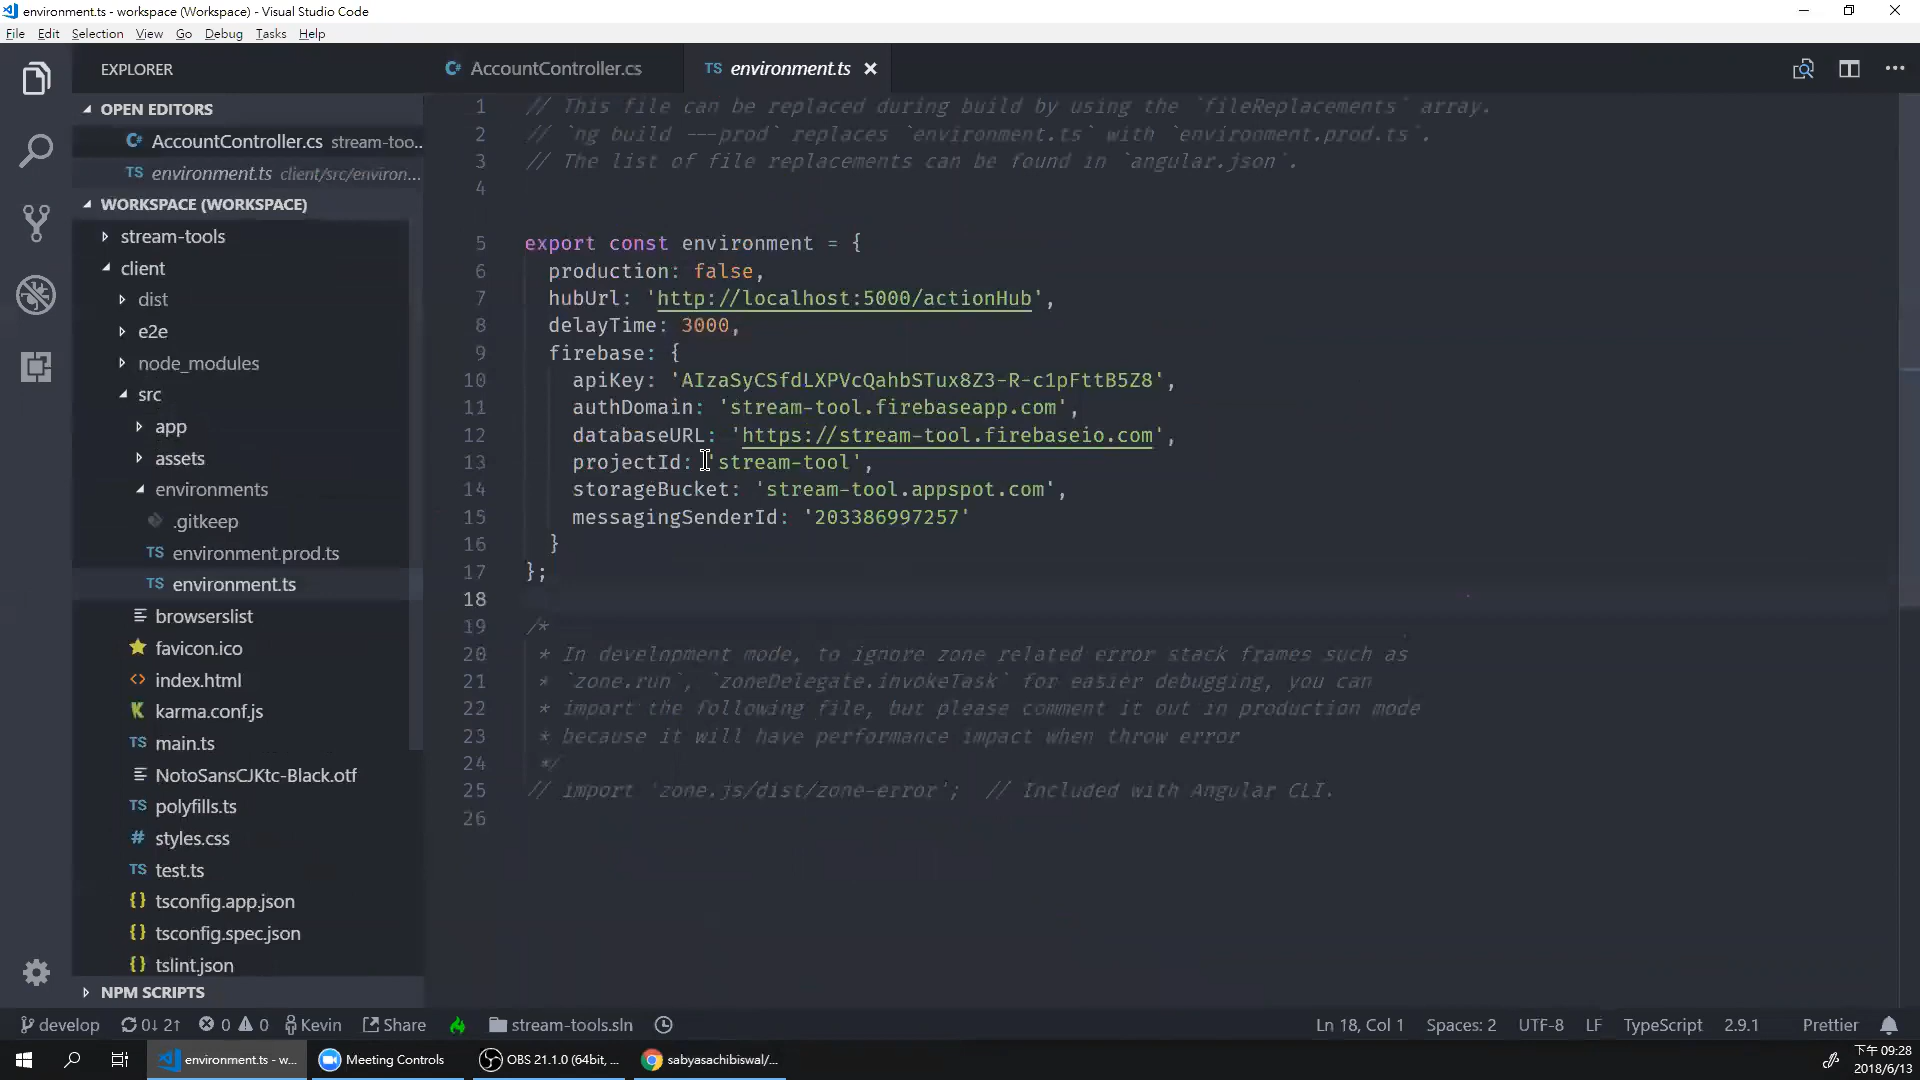 environment.ts - workspace (Workspace) - Visual Studio Code
File Edit Selection View Go Debug Tasks Help
EXPLORER
AccountController.cs
TS environment.ts
OPEN EDITORS
AccountController.cs stream-too...
TS environment.ts client/src/environ...
WORKSPACE (WORKSPACE)
stream-tools
client
dist
e2e
node_modules
src
app
assets
environments
.gitkeep
TS environment.prod.ts
TS environment.ts
browserslist
favicon.ico
<> index.html
karma.conf.js
TS main.ts
NotoSansCJKtc-Black.otf
TS polyfills.ts
# styles.css
TS test.ts
{} tsconfig.app.json
{} tsconfig.spec.json
{} tslint.json
NPM SCRIPTS
1 // This file can be replaced during build by using the `fileReplacements` array.
2 // `ng build --prod` replaces `environment.ts` with `environment.prod.ts`.
3 // The list of file replacements can be found in `angular.json`.
4
5 export const environment = {
6 production: false,
7 hubUrl: 'http://localhost:5000/actionHub',
8 delayTime: 3000,
9 firebase: {
10 apiKey: 'AIzaSyCSfdLXPVcQahbSTux8Z3-R-c1pFttB5Z8',
11 authDomain: 'stream-tool.firebaseapp.com',
12 databaseURL: 'https://stream-tool.firebaseio.com',
13 projectId: 'stream-tool',
14 storageBucket: 'stream-tool.appspot.com',
15 messagingSenderId: '203386997257'
16 }
17 };
18
19 /*
20 * In development mode, to ignore zone related error stack frames such as
21 * `zone.run`, `zoneDelegate.invokeTask` for easier debugging, you can
22 * import the following file, but please comment it out in production mode
23 * because it will have performance impact when throw error
24 */
25 // import 'zone.js/dist/zone-error'; // Included with Angular CLI.
26
develop 0↓ 2↑ 0 0 Kevin Share stream-tools.sln Ln 18, Col 1 Spaces: 2 UTF-8 LF TypeScript 2.9.1 Prettier
environment.ts - w... Meeting Controls OBS 21.1.0 (64bit, ... sabyasachibiswal/...
下午 09:28
2018/6/13